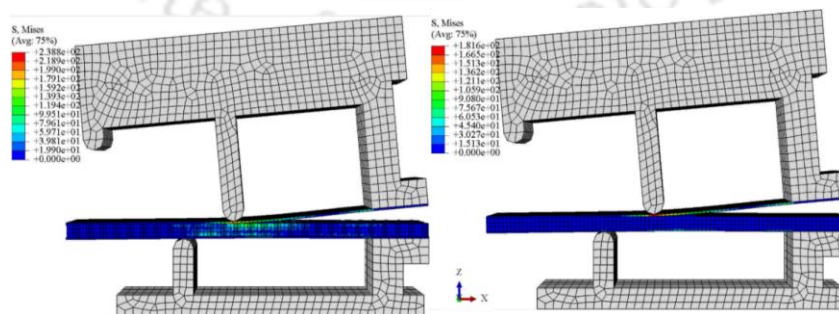 S, Mises
(Avg: 75%)
+2.388e+02
+2.189e+02
+1.990e+02
+1.791e+02
+1.592e+02
+1.393e+02
+1.194e+02
+9.951e+01
+7.961e+01
+5.971e+01
+3.981e+01
+1.990e+01
+0.000e+00
S, Mises
(Avg: 75%)
+1.816e+02
+1.665e+02
+1.513e+02
+1.362e+02
+1.211e+02
+1.059e+02
+9.080e+01
+7.567e+01
+6.053e+01
+4.540e+01
+3.027e+01
+1.513e+01
+0.000e+00
Z
X